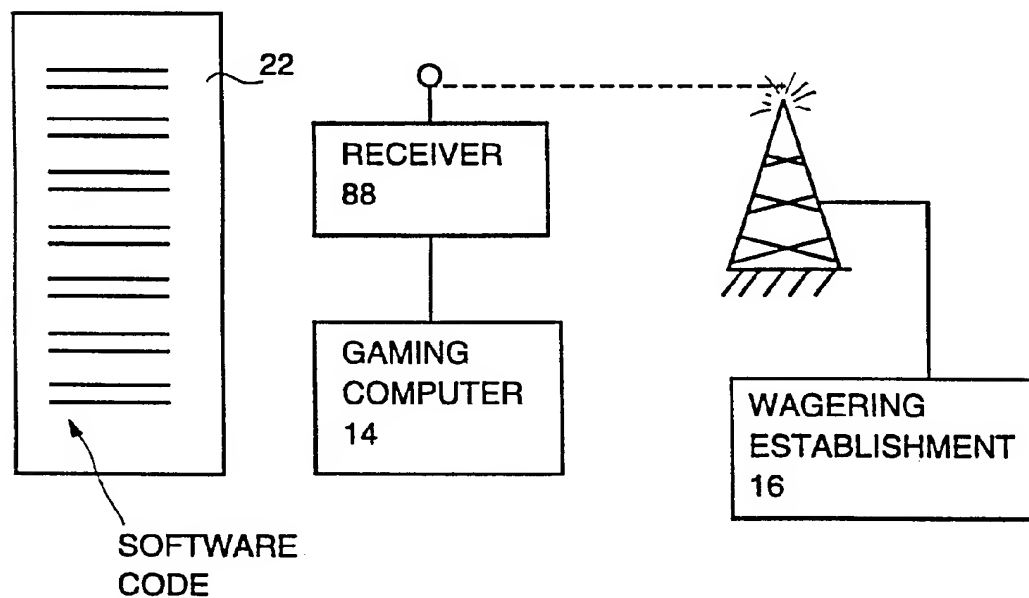 22
SOFTWARE
CODE
RECEIVER
88
GAMING
COMPUTER
14
WAGERING
ESTABLISHMENT
16